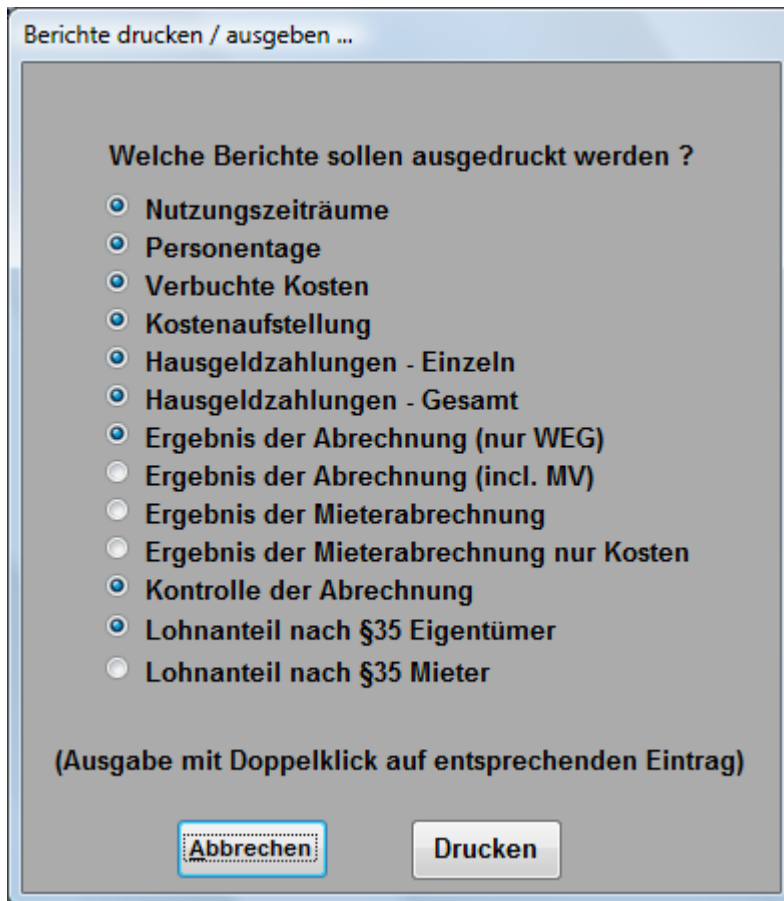 Berichte drucken / ausgeben ...
Welche Berichte sollen ausgedruckt werden ?
Nutzungszeiträume
Personentage
Verbuchte Kosten
Kostenaufstellung
Hausgeldzahlungen - Einzeln
Hausgeldzahlungen - Gesamt
Ergebnis der Abrechnung (nur WEG)
Ergebnis der Abrechnung (incl. MV)
Ergebnis der Mieterabrechnung
Ergebnis der Mieterabrechnung nur Kosten
Kontrolle der Abrechnung
Lohnanteil nach §35 Eigentümer
Lohnanteil nach §35 Mieter
(Ausgabe mit Doppelklick auf entsprechenden Eintrag)
Abbrechen Drucken